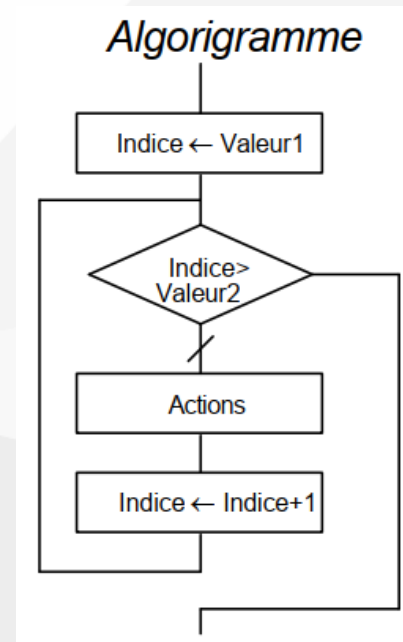 Algorigramme
Indice ← Valeur1
Indice>
Valeur2
Actions
Indice ← Indice+1